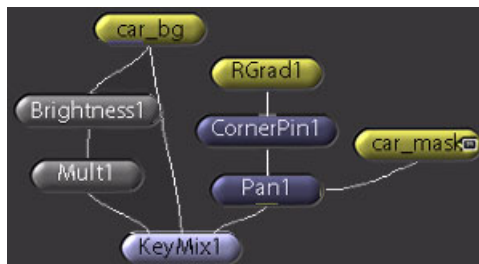 car_bg
RGrad1
Brightness1
CornerPin1
car_mask
Mult1
Pan1
KeyMix1